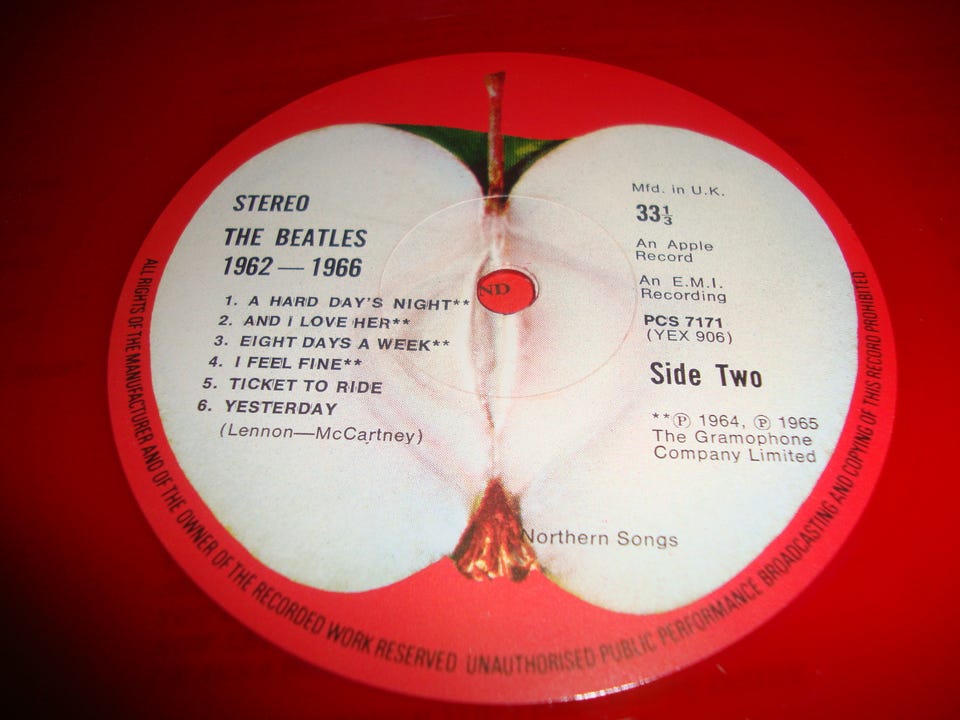 STEREO
THE BEATLES
1962 — 1966
1. A HARD DAY'S NIGHT**
2. AND I LOVE HER**
3. EIGHT DAYS A WEEK**
4. I FEEL FINE**
5. TICKET TO RIDE
6. YESTERDAY
(Lennon—McCartney)
ND
Mfd. in U.K.
33⅓
An Apple
Record
An E.M.I.
Recording
PCS 7171
(YEX 906)
Side Two
**℗ 1964, ℗ 1965
The Gramophone
Company Limited
Northern Songs
ALL RIGHTS OF THE MANUFACTURER AND OF THE OWNER OF THE RECORDED WORK RESERVED UNAUTHORISED PUBLIC PERFORMANCE BROADCASTING AND COPYING OF THIS RECORD PROHIBITED